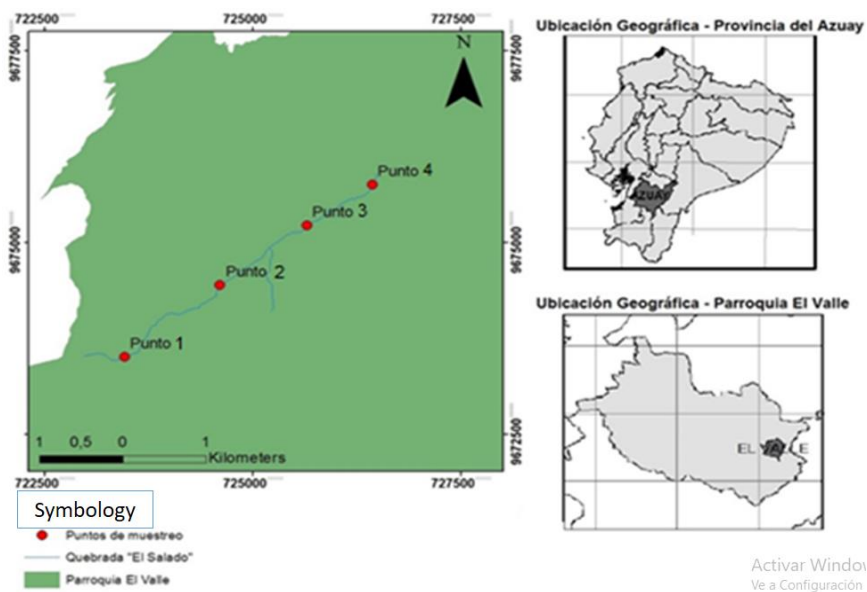 722500 725000 727500
9677500 9677500
N
Punto 4
Punto 3
9675000 9675000
Punto 2
Punto 1
9672500
1 0,5 0 1
Kilometers
722500 725000 727500
Symbology
Puntos de muestreo
Quebrada "El Salado"
Parroquia El Valle
Ubicación Geográfica - Provincia del Azuay
AZUAY
Ubicación Geográfica - Parroquia El Valle
EL VALLE
Activar Window
Ve a Configuración